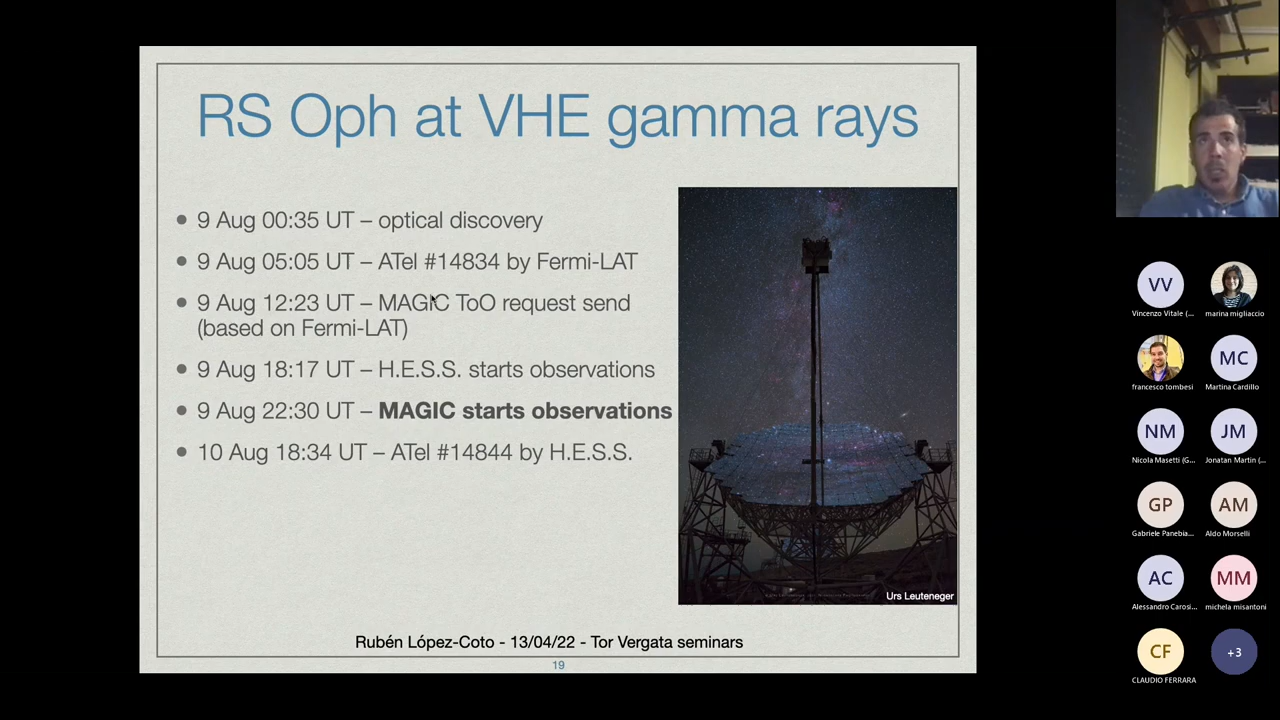 RS Oph at VHE gamma rays
• 9 Aug 00:35 UT – optical discovery
• 9 Aug 05:05 UT – ATel #14834 by Fermi-LAT
• 9 Aug 12:23 UT – MAGIC ToO request send
(based on Fermi-LAT)
• 9 Aug 18:17 UT – H.E.S.S. starts observations
• 9 Aug 22:30 UT – MAGIC starts observations
• 10 Aug 18:34 UT – ATel #14844 by H.E.S.S.
Urs Leuteneger
Rubén López-Coto - 13/04/22 - Tor Vergata seminars
19
VV
Vincenzo Vitale (...
marina migliaccio
francesco tombesi
MC
Martina Cardillo
NM
Nicola Masetti (G...
JM
Jonatan Martin (...
GP
Gabriele Panebia...
AM
Aldo Morselli
AC
Alessandro Carosi...
MM
michela misantoni
CF
CLAUDIO FERRARA
+3